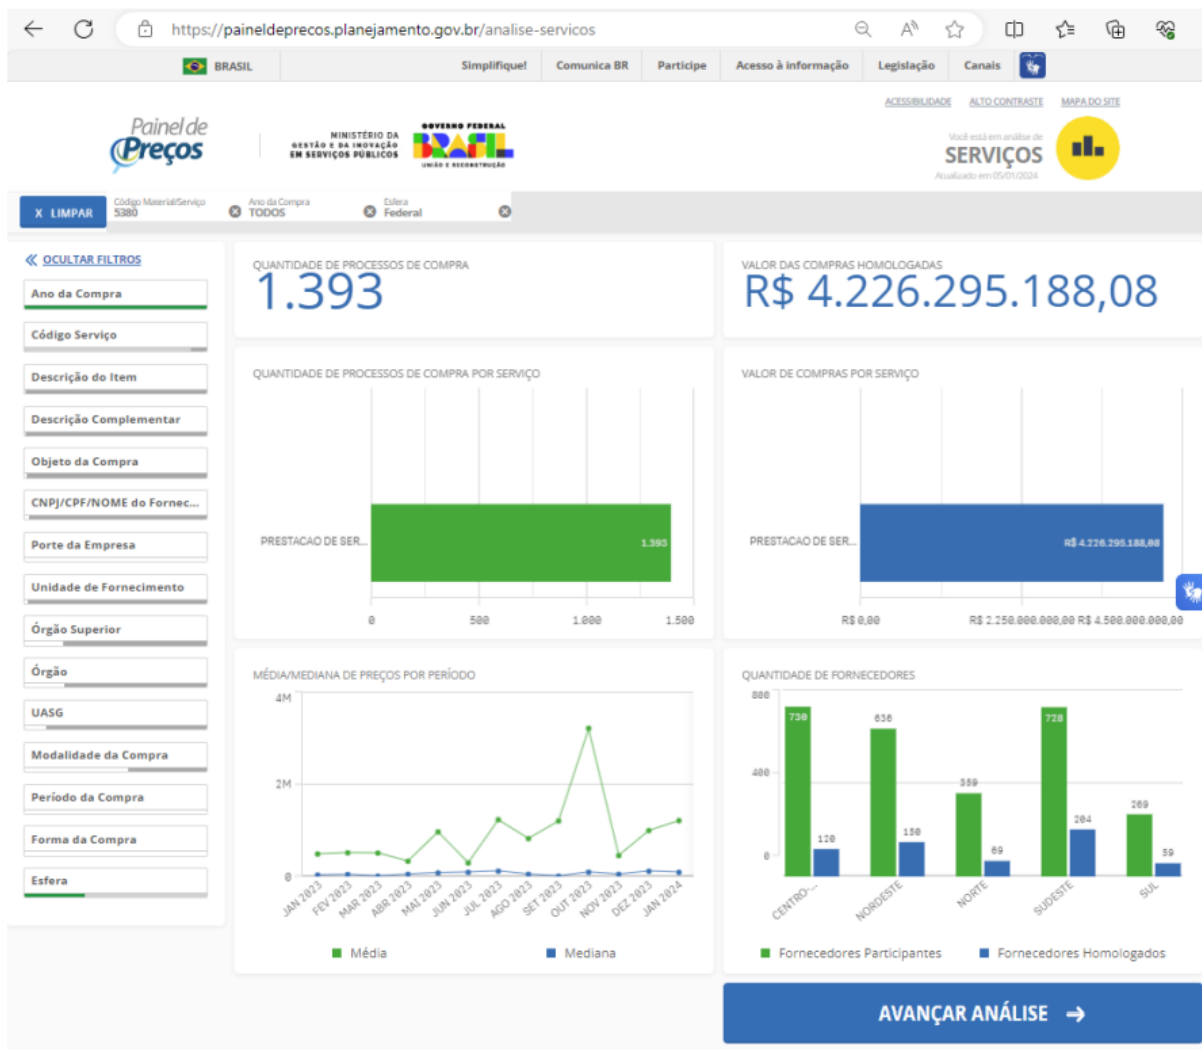 https://paineldeprecos.planejamento.gov.br/analise-servicos
BRASIL Simplifique! Comunica BR Participe Acesso à informação Legislação Canais
ACESSIBILIDADE ALTO CONTRASTE MAPA DO SITE
Painel de
Preços
MINISTÉRIO DA
GESTÃO E DA INOVAÇÃO
EM SERVIÇOS PÚBLICOS
GOVERNO FEDERAL
BRASIL
UNIÃO E RECONSTRUÇÃO
Você está em análise de
SERVIÇOS
Atualizado em 05/01/2024
X LIMPAR
Código Material/Serviço
5380
Ano da Compra
TODOS
Esfera
Federal
OCULTAR FILTROS
Ano da Compra
Código Serviço
Descrição do Item
Descrição Complementar
Objeto da Compra
CNPJ/CPF/NOME do Fornec...
Porte da Empresa
Unidade de Fornecimento
Órgão Superior
Órgão
UASG
Modalidade da Compra
Período da Compra
Forma da Compra
Esfera
QUANTIDADE DE PROCESSOS DE COMPRA
1.393
VALOR DAS COMPRAS HOMOLOGADAS
R$ 4.226.295.188,08
QUANTIDADE DE PROCESSOS DE COMPRA POR SERVIÇO
PRESTACAO DE SER...
1.393
0 500 1.000 1.500
VALOR DE COMPRAS POR SERVIÇO
PRESTACAO DE SER...
R$ 4.226.295.188,08
R$ 0,00 R$ 2.250.000.000,00 R$ 4.500.000.000,00
MÉDIA/MEDIANA DE PREÇOS POR PERÍODO
4M
2M
0
JAN 2023 FEV 2023 MAR 2023 ABR 2023 MAI 2023 JUN 2023 JUL 2023 AGO 2023 SET 2023 OUT 2023 NOV 2023 DEZ 2023 JAN 2024
Média Mediana
QUANTIDADE DE FORNECEDORES
800
400
0
730 120 636 150 359 69 728 204 269 59
CENTRO-... NORDESTE NORTE SUDESTE SUL
Fornecedores Participantes Fornecedores Homologados
AVANÇAR ANÁLISE →